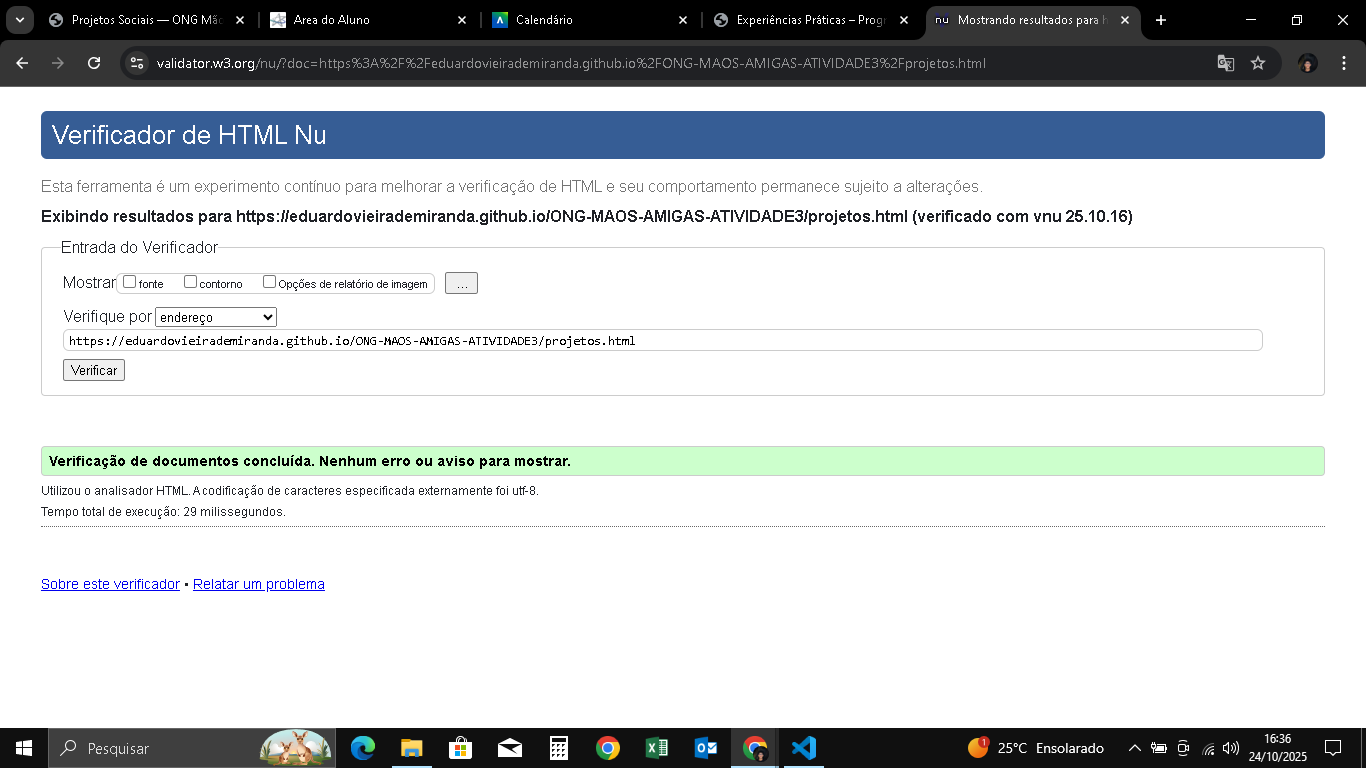 Projetos Sociais — ONG Mão
Area do Aluno
Calendário
Experiências Práticas – Progr
nu Mostrando resultados para h
validator.w3.org/nu/?doc=https%3A%2F%2Feduardovieirademiranda.github.io%2FONG-MAOS-AMIGAS-ATIVIDADE3%2Fprojetos.html
Verificador de HTML Nu
Esta ferramenta é um experimento contínuo para melhorar a verificação de HTML e seu comportamento permanece sujeito a alterações.
Exibindo resultados para https://eduardovieirademiranda.github.io/ONG-MAOS-AMIGAS-ATIVIDADE3/projetos.html (verificado com vnu 25.10.16)
Entrada do Verificador
Mostrar fonte contorno Opções de relatório de imagem ...
Verifique por endereço
https://eduardovieirademiranda.github.io/ONG-MAOS-AMIGAS-ATIVIDADE3/projetos.html
Verificar
Verificação de documentos concluída. Nenhum erro ou aviso para mostrar.
Utilizou o analisador HTML. A codificação de caracteres especificada externamente foi utf-8.
Tempo total de execução: 29 milissegundos.
Sobre este verificador • Relatar um problema
Pesquisar
1
25°C Ensolarado
16:36
24/10/2025